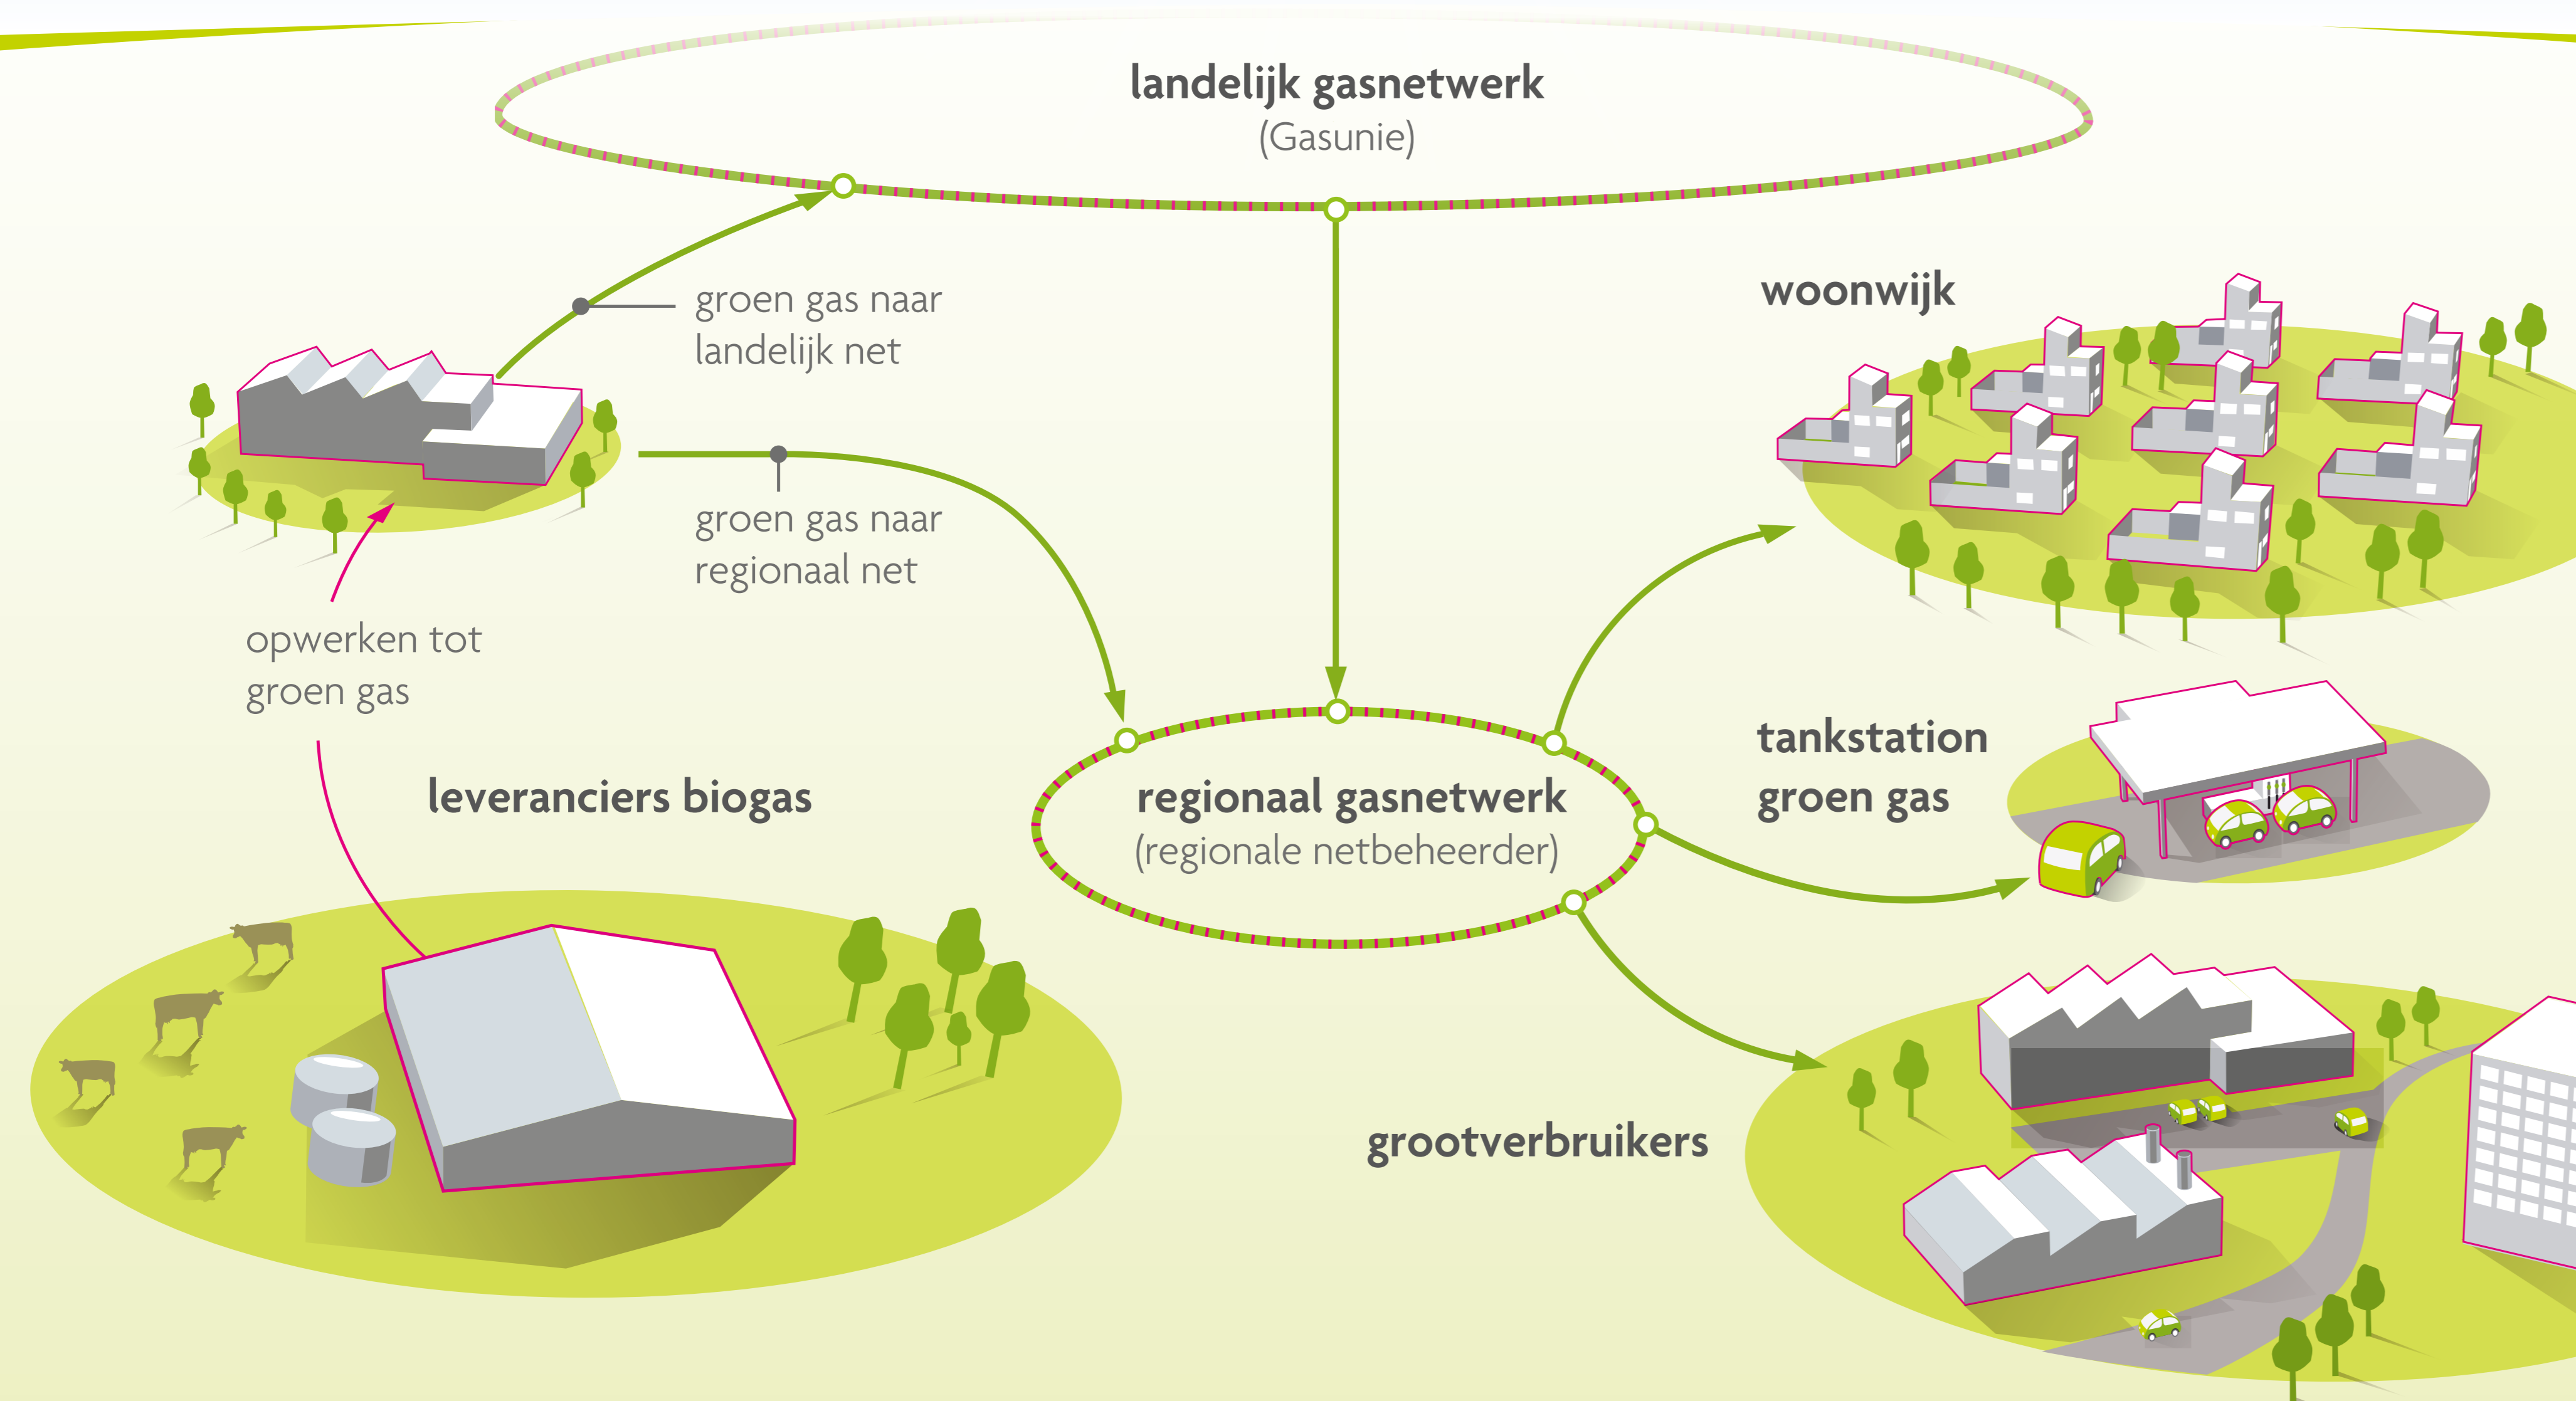 landelijk gasnetwerk
(Gasunie)
groen gas naar
landelijk net
woonwijk
groen gas naar
regionaal net
opwerken tot
groen gas
leveranciers biogas
regionaal gasnetwerk
(regionale netbeheerder)
tankstation
groen gas
grootverbruikers